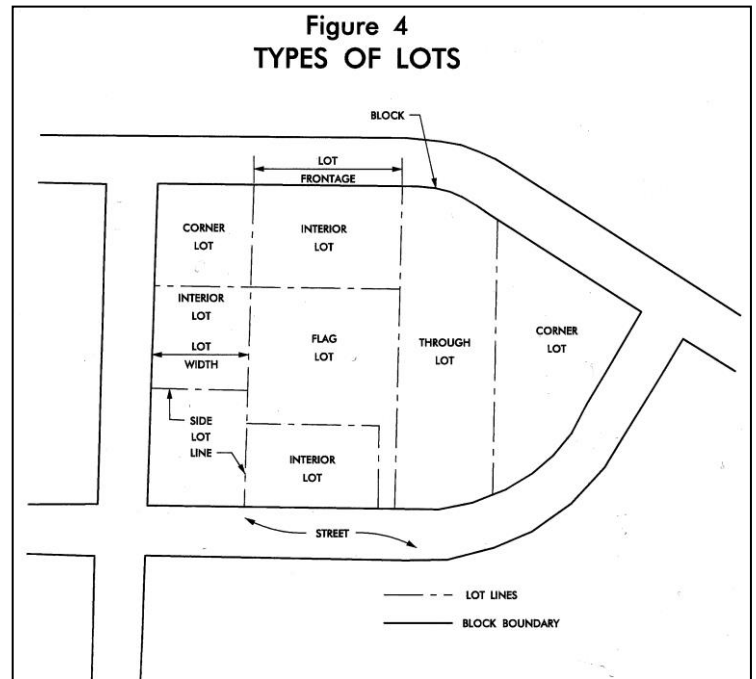 Figure 4
TYPES OF LOTS
BLOCK
LOT
FRONTAGE
CORNER
LOT
INTERIOR
LOT
INTERIOR
LOT
LOT
WIDTH
FLAG
LOT
THROUGH
LOT
CORNER
LOT
SIDE
LOT
LINE
INTERIOR
LOT
STREET
LOT LINES
BLOCK BOUNDARY